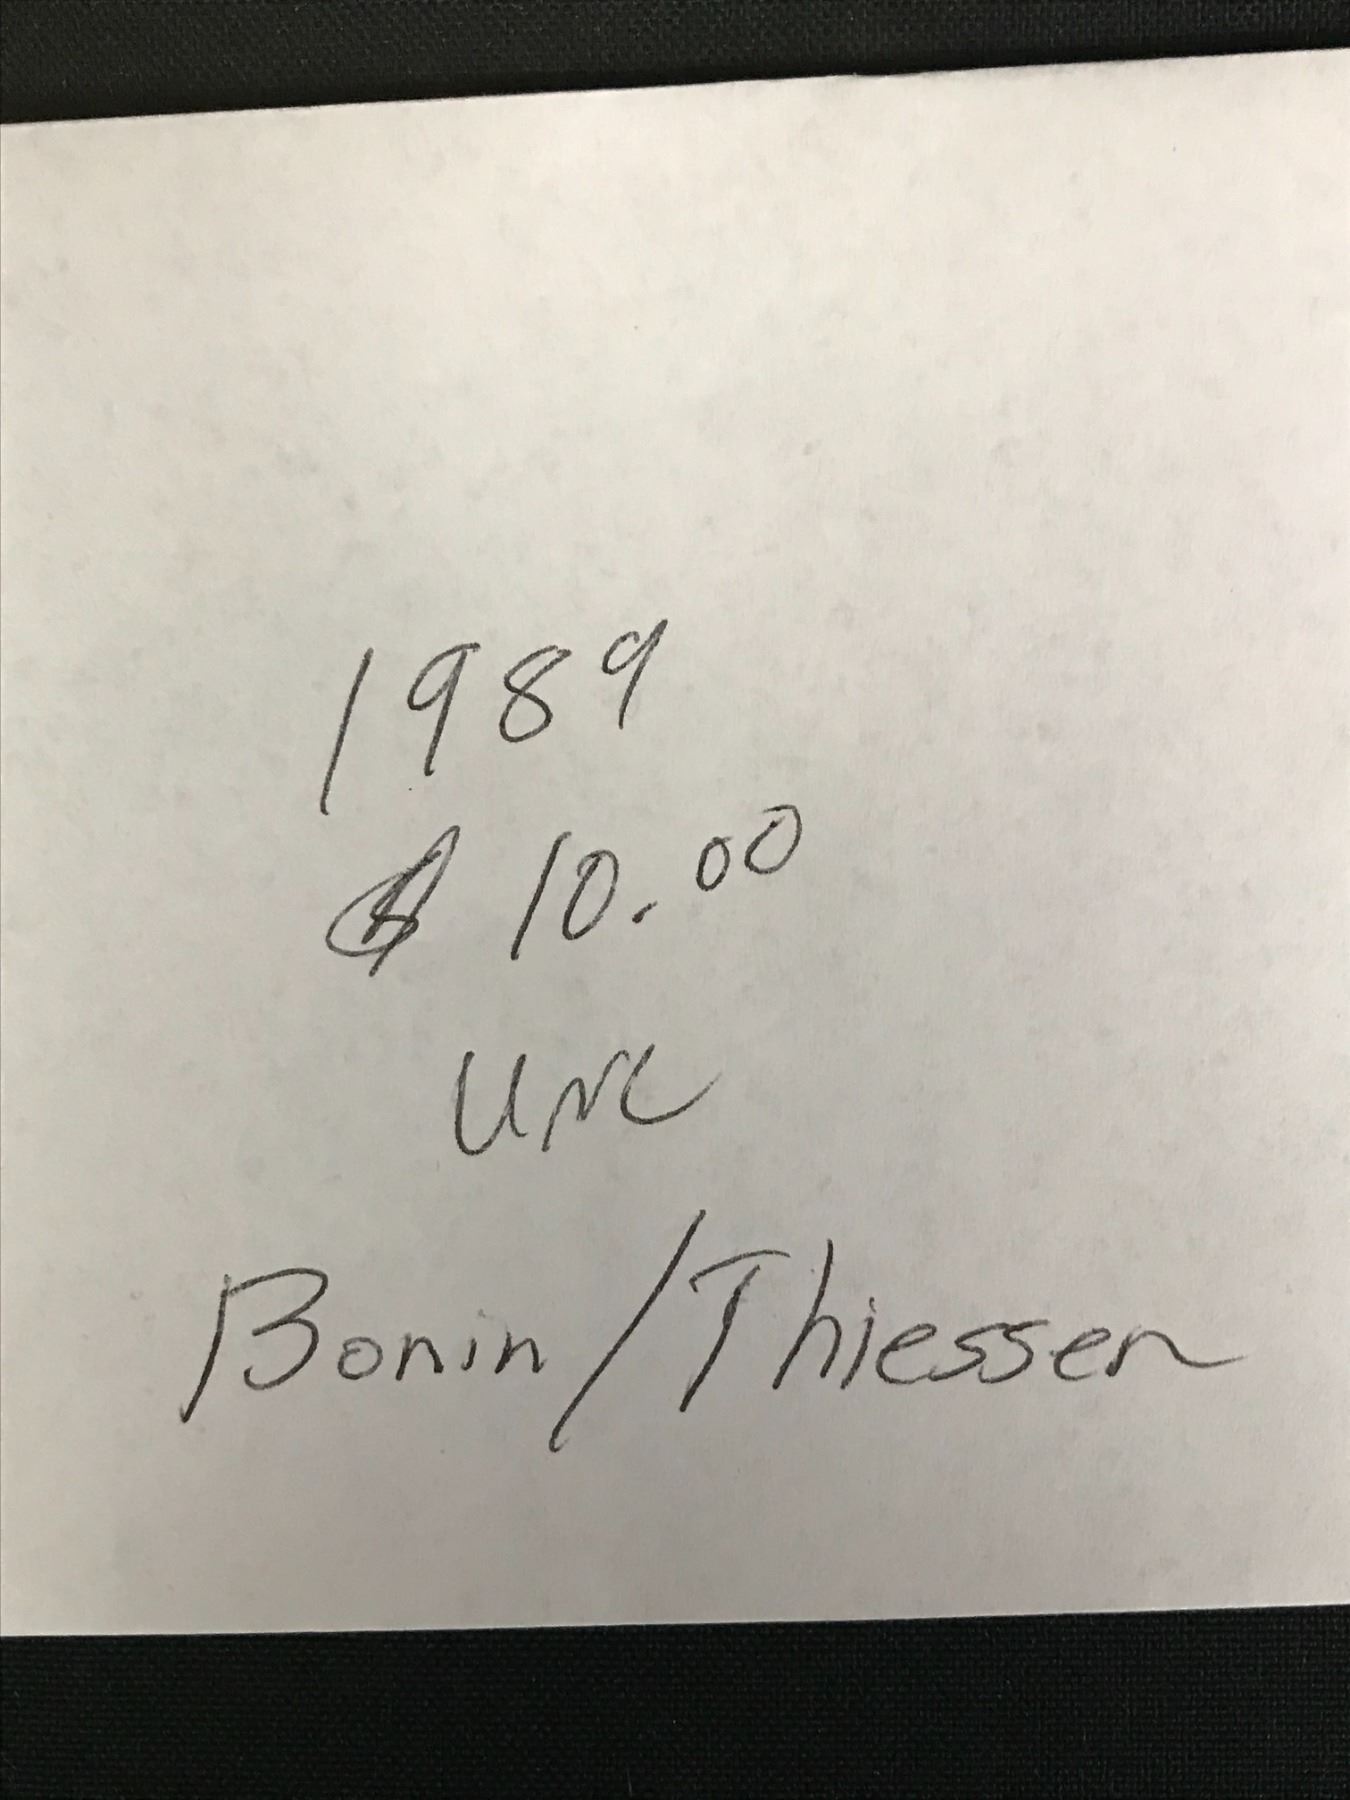 1989
$ 10.00
UNC
Bonin/Thiessen